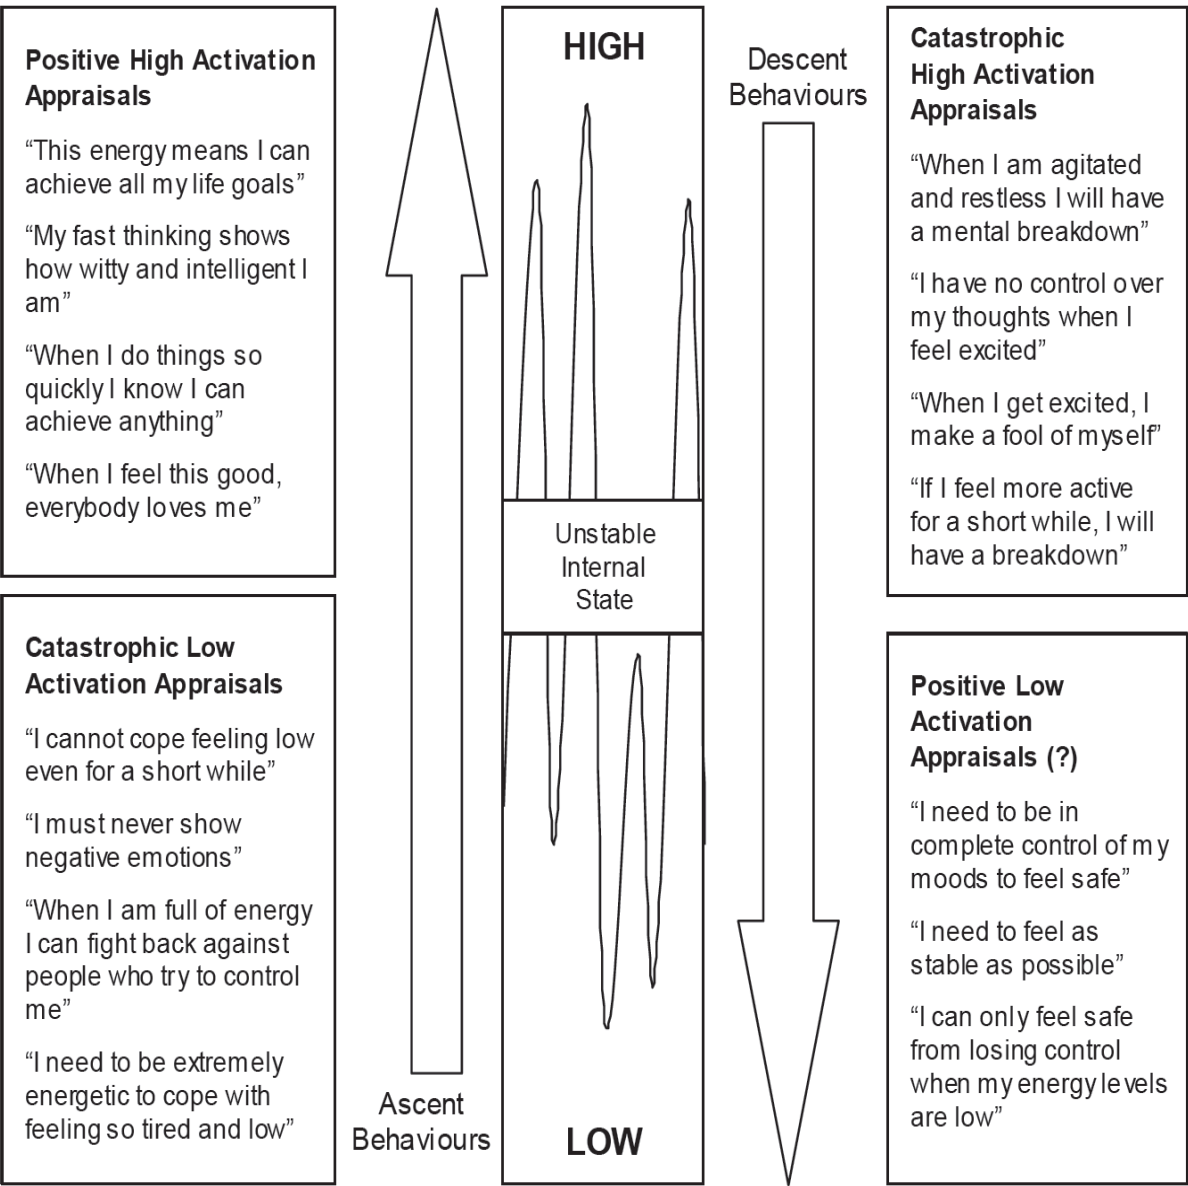 Positive High Activation
Appraisals
“This energy means I can
achieve all my life goals”
“My fast thinking shows
how witty and intelligent I
am”
“When I do things so
quickly I know I can
achieve anything”
“When I feel this good,
everybody loves me”
Catastrophic Low
Activation Appraisals
“I cannot cope feeling low
even for a short while”
“I must never show
negative emotions”
“When I am full of energy
I can fight back against
people who try to control
me”
“I need to be extremely
energetic to cope with
feeling so tired and low”
Ascent
Behaviours
HIGH
Unstable
Internal
State
LOW
Descent
Behaviours
Catastrophic
High Activation
Appraisals
“When I am agitated
and restless I will have
a mental breakdown”
“I have no control over
my thoughts when I
feel excited”
“When I get excited, I
make a fool of myself”
“If I feel more active
for a short while, I will
have a breakdown”
Positive Low
Activation
Appraisals (?)
“I need to be in
complete control of my
moods to feel safe”
“I need to feel as
stable as possible”
“I can only feel safe
from losing control
when my energy levels
are low”